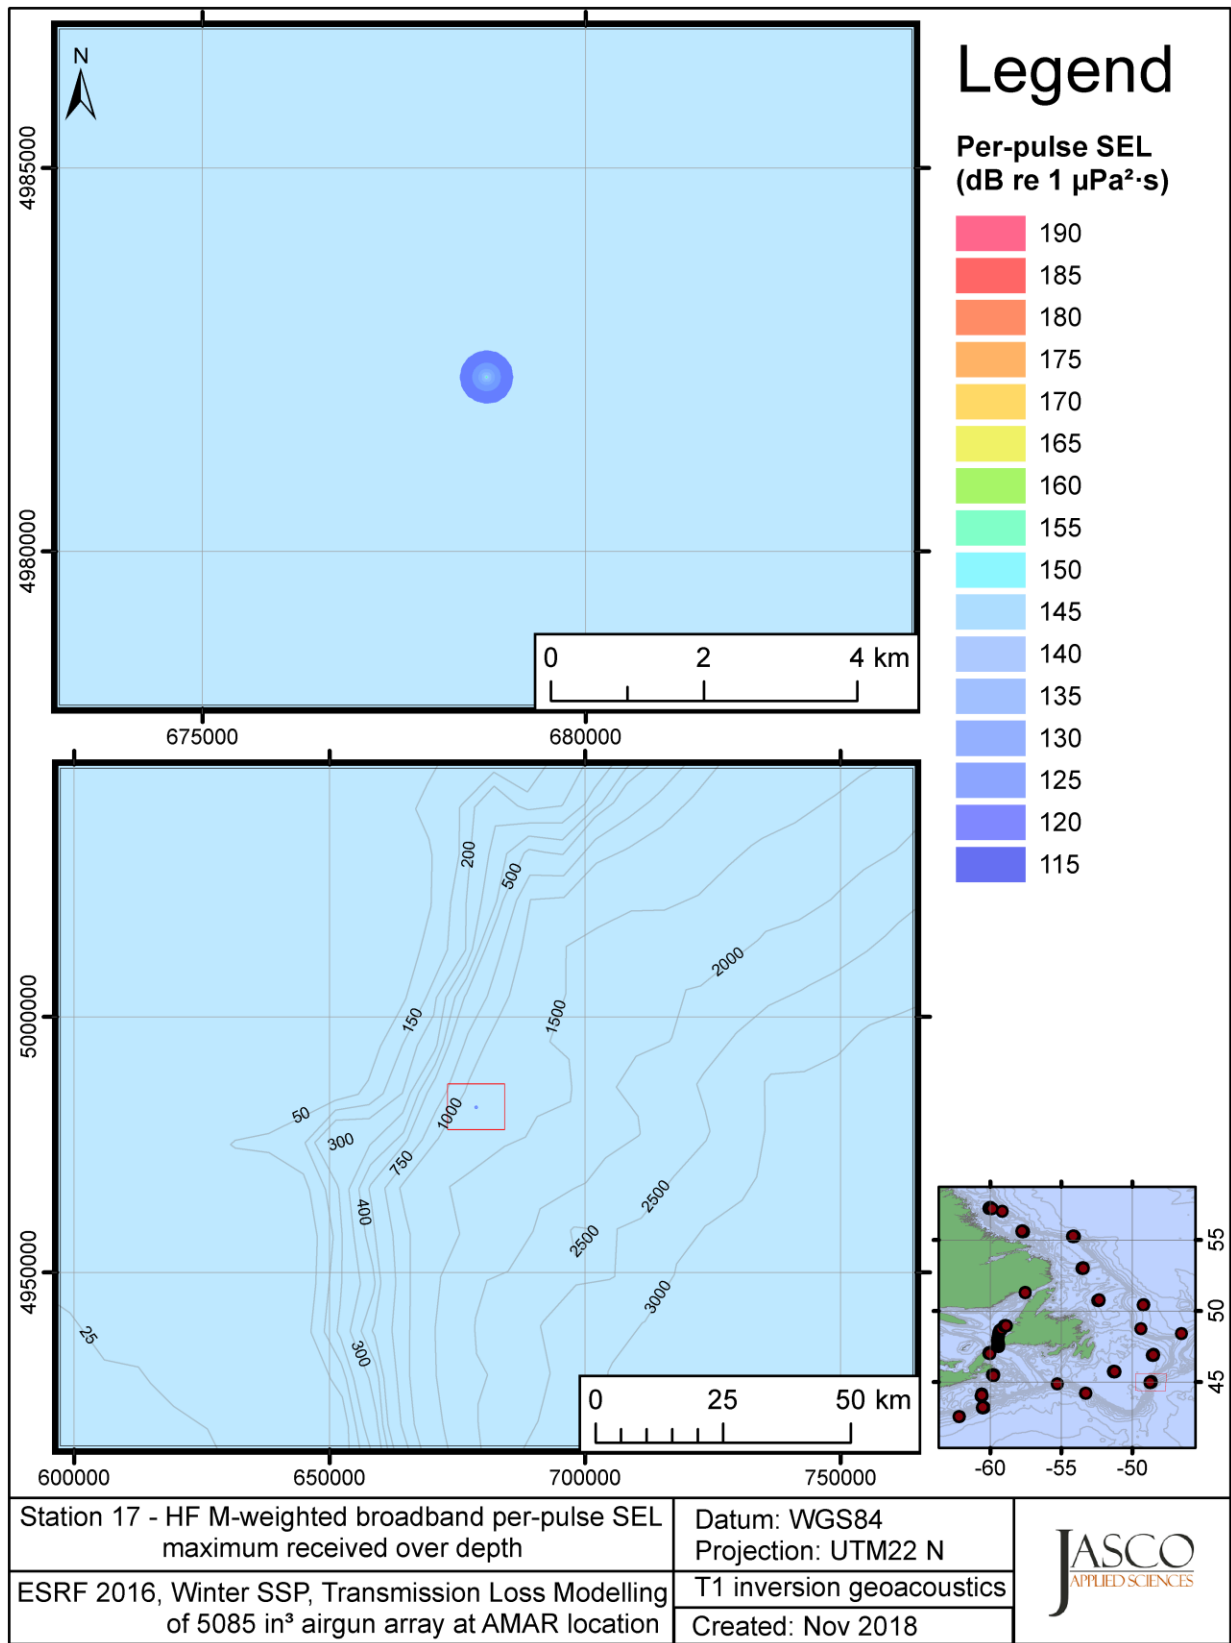 N
4985000
4980000
0 2 4 km
675000 680000
Legend
Per-pulse SEL
(dB re 1 µPa²·s)
190
185
180
175
170
165
160
155
150
145
140
135
130
125
120
115
200
500
2000
150
1500
50
300
1000
750
400
2500
2500
3000
25
300
5000000
4950000
0 25 50 km
600000 650000 700000 750000
55
50
45
-60 -55 -50
Station 17 - HF M-weighted broadband per-pulse SEL
maximum received over depth
ESRF 2016, Winter SSP, Transmission Loss Modelling
of 5085 in³ airgun array at AMAR location
Datum: WGS84
Projection: UTM22 N
T1 inversion geoacoustics
Created: Nov 2018
JASCO
APPLIED SCIENCES